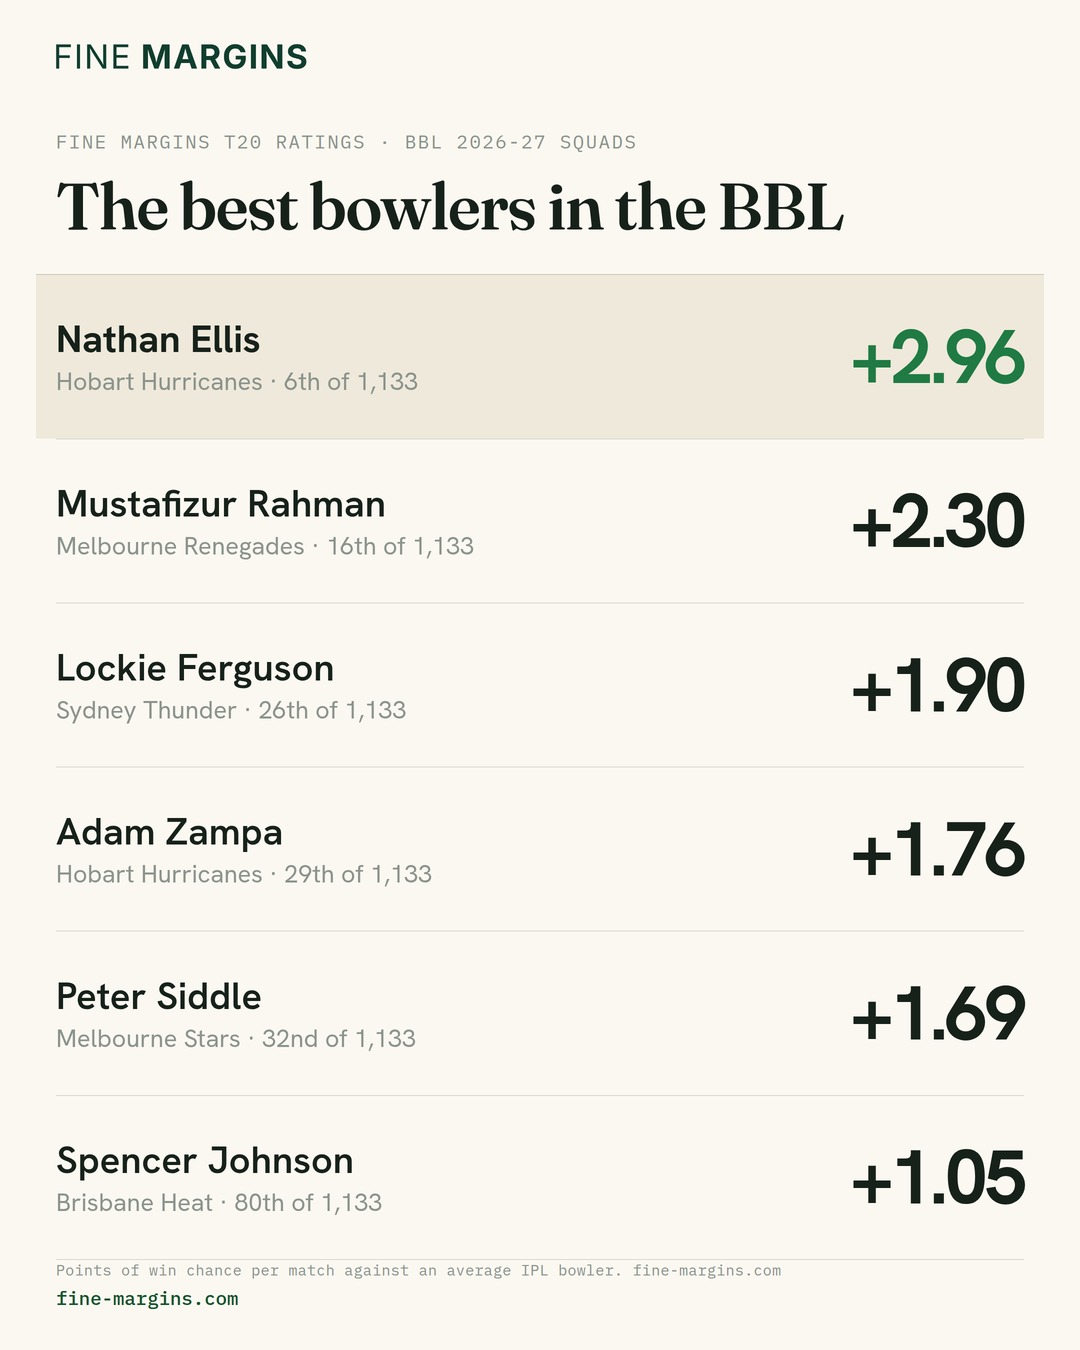 FINE MARGINS
FINE MARGINS T20 RATINGS · BBL 2026-27 SQUADS
The best bowlers in the BBL
Nathan Ellis
Hobart Hurricanes · 6th of 1,133
+2.96
Mustafizur Rahman
Melbourne Renegades · 16th of 1,133
+2.30
Lockie Ferguson
Sydney Thunder · 26th of 1,133
+1.90
Adam Zampa
Hobart Hurricanes · 29th of 1,133
+1.76
Peter Siddle
Melbourne Stars · 32nd of 1,133
+1.69
Spencer Johnson
Brisbane Heat · 80th of 1,133
+1.05
Points of win chance per match against an average IPL bowler. fine-margins.com
fine-margins.com